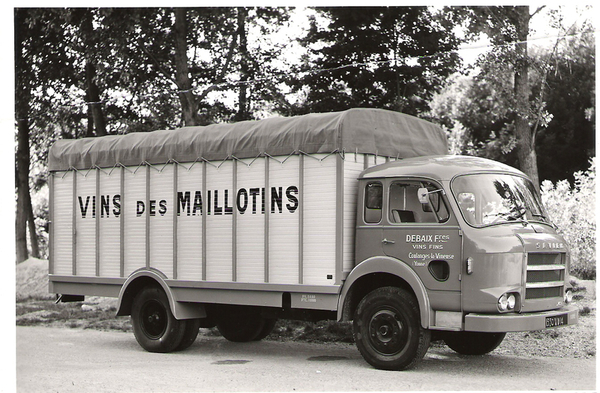 VINS DES MAILLOTINS
DEBAIX Fres
VINS FINS
Coulanges la Vineuse